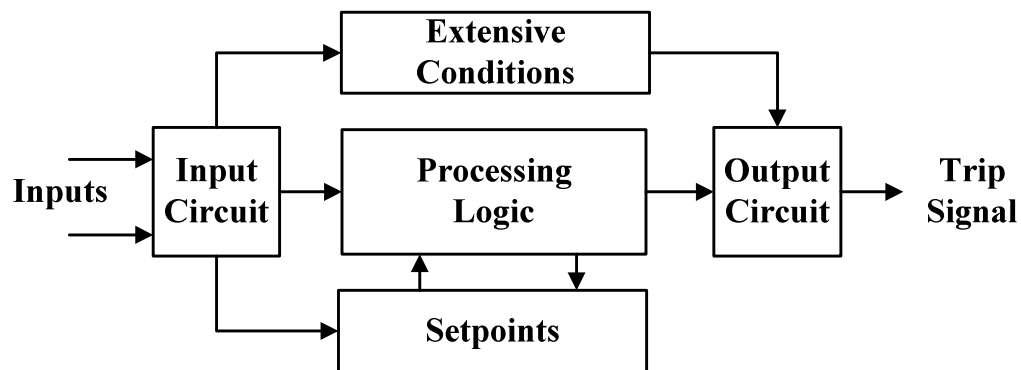 Extensive
Conditions
Inputs
Input
Circuit
Processing
Logic
Output
Circuit
Trip
Signal
Setpoints